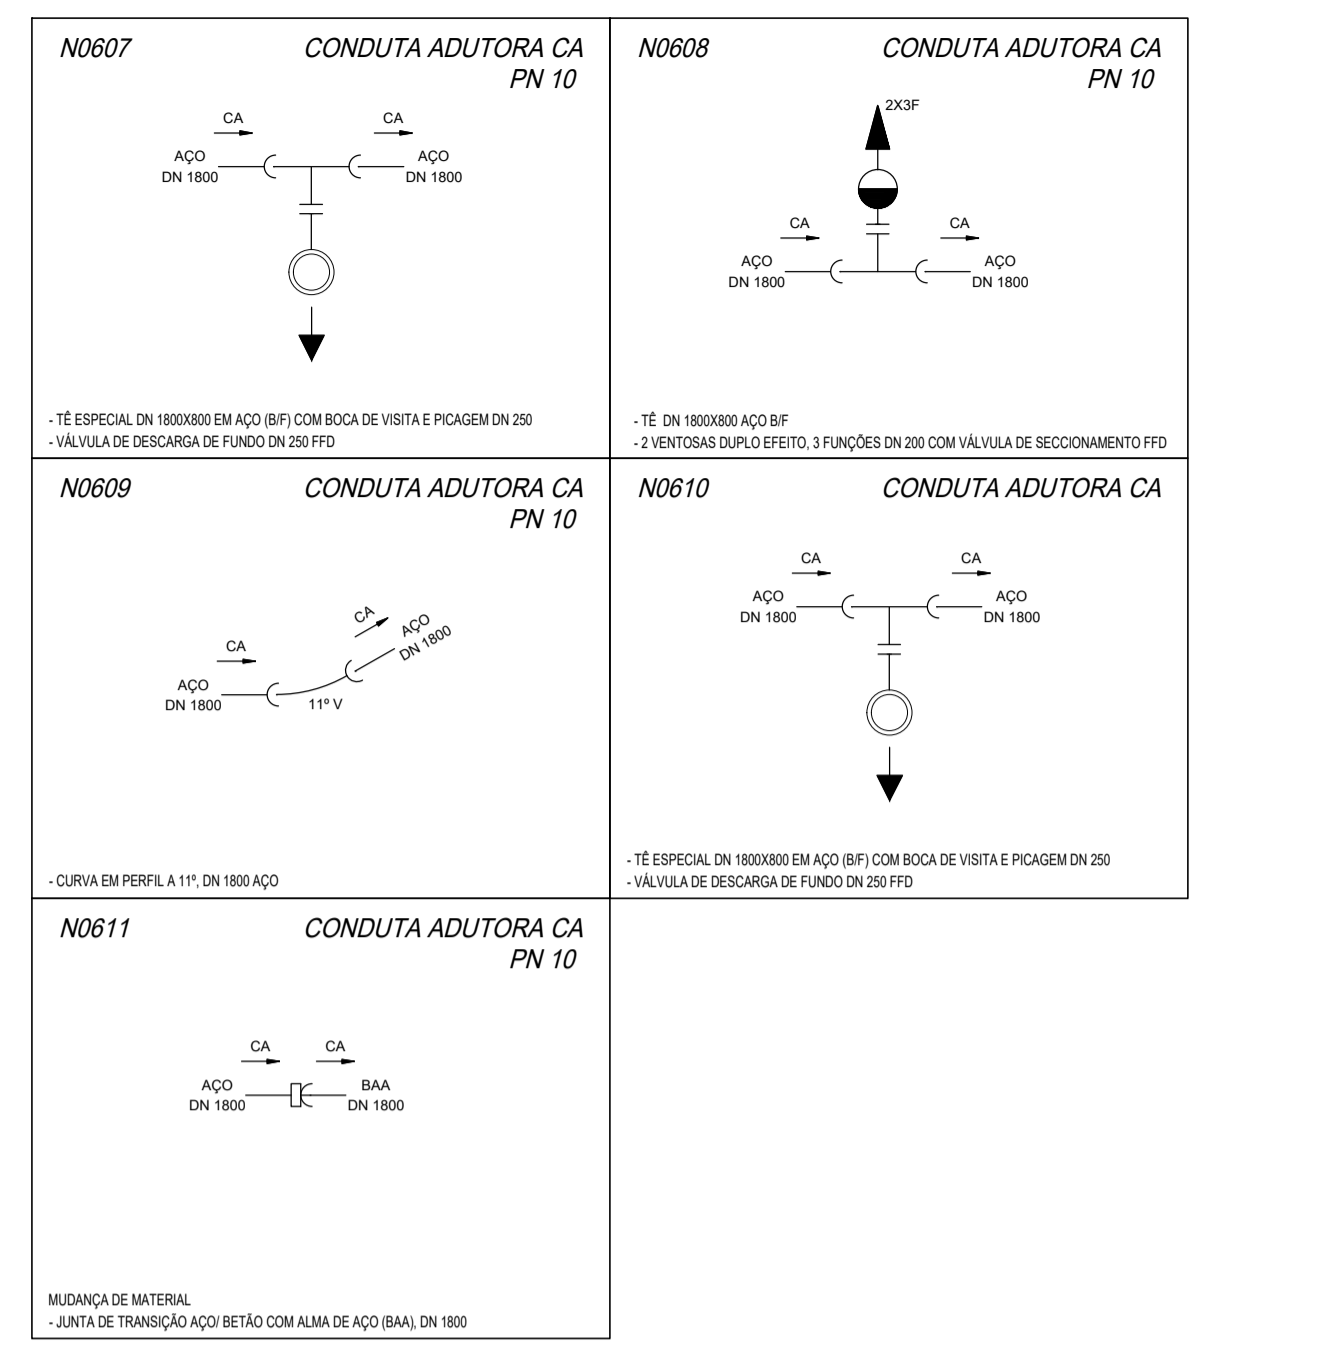 N0607
CONDUTA ADUTORA CA
PN 10
CA
CA
AÇO
DN 1800
AÇO
DN 1800
- TÊ ESPECIAL DN 1800X800 EM AÇO (B/F) COM BOCA DE VISITA E PICAGEM DN 250
- VÁLVULA DE DESCARGA DE FUNDO DN 250 FFD
N0608
CONDUTA ADUTORA CA
PN 10
2X3F
CA
CA
AÇO
DN 1800
AÇO
DN 1800
- TÊ DN 1800X800 AÇO B/F
- 2 VENTOSAS DUPLO EFEITO, 3 FUNÇÕES DN 200 COM VÁLVULA DE SECCIONAMENTO FFD
N0609
CONDUTA ADUTORA CA
PN 10
CA
CA
AÇO
DN 1800
AÇO
DN 1800
11º V
- CURVA EM PERFIL A 11º, DN 1800 AÇO
N0610
CONDUTA ADUTORA CA
CA
CA
AÇO
DN 1800
AÇO
DN 1800
- TÊ ESPECIAL DN 1800X800 EM AÇO (B/F) COM BOCA DE VISITA E PICAGEM DN 250
- VÁLVULA DE DESCARGA DE FUNDO DN 250 FFD
N0611
CONDUTA ADUTORA CA
PN 10
CA
CA
AÇO
DN 1800
BAA
DN 1800
MUDANÇA DE MATERIAL
- JUNTA DE TRANSIÇÃO AÇO/ BETÃO COM ALMA DE AÇO (BAA), DN 1800